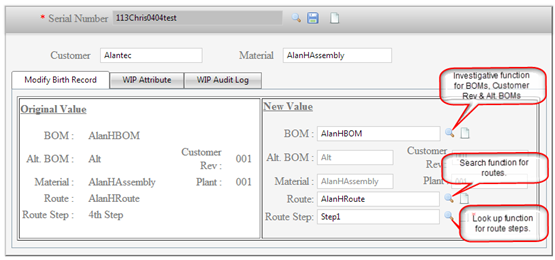 * Serial Number 113Chris0404test
Customer Alantec Material AlanHAssembly
Modify Birth Record WIP Attribute WIP Audit Log
Original Value
BOM : AlanHBOM
Alt. BOM : Alt Customer Rev : 001
Material : AlanHAssembly Plant : 001
Route : AlanHRoute
Route Step : 4th Step
New Value
BOM : AlanHBOM
Alt. BOM : Alt Customer Rev:
Material : AlanHAssembly Plant 001
Route: AlanHRoute
Route Step: Step1
Investigative function
for BOMs, Customer
Rev & Alt. BOMs
Search function for
routes.
Look up function
for route steps.